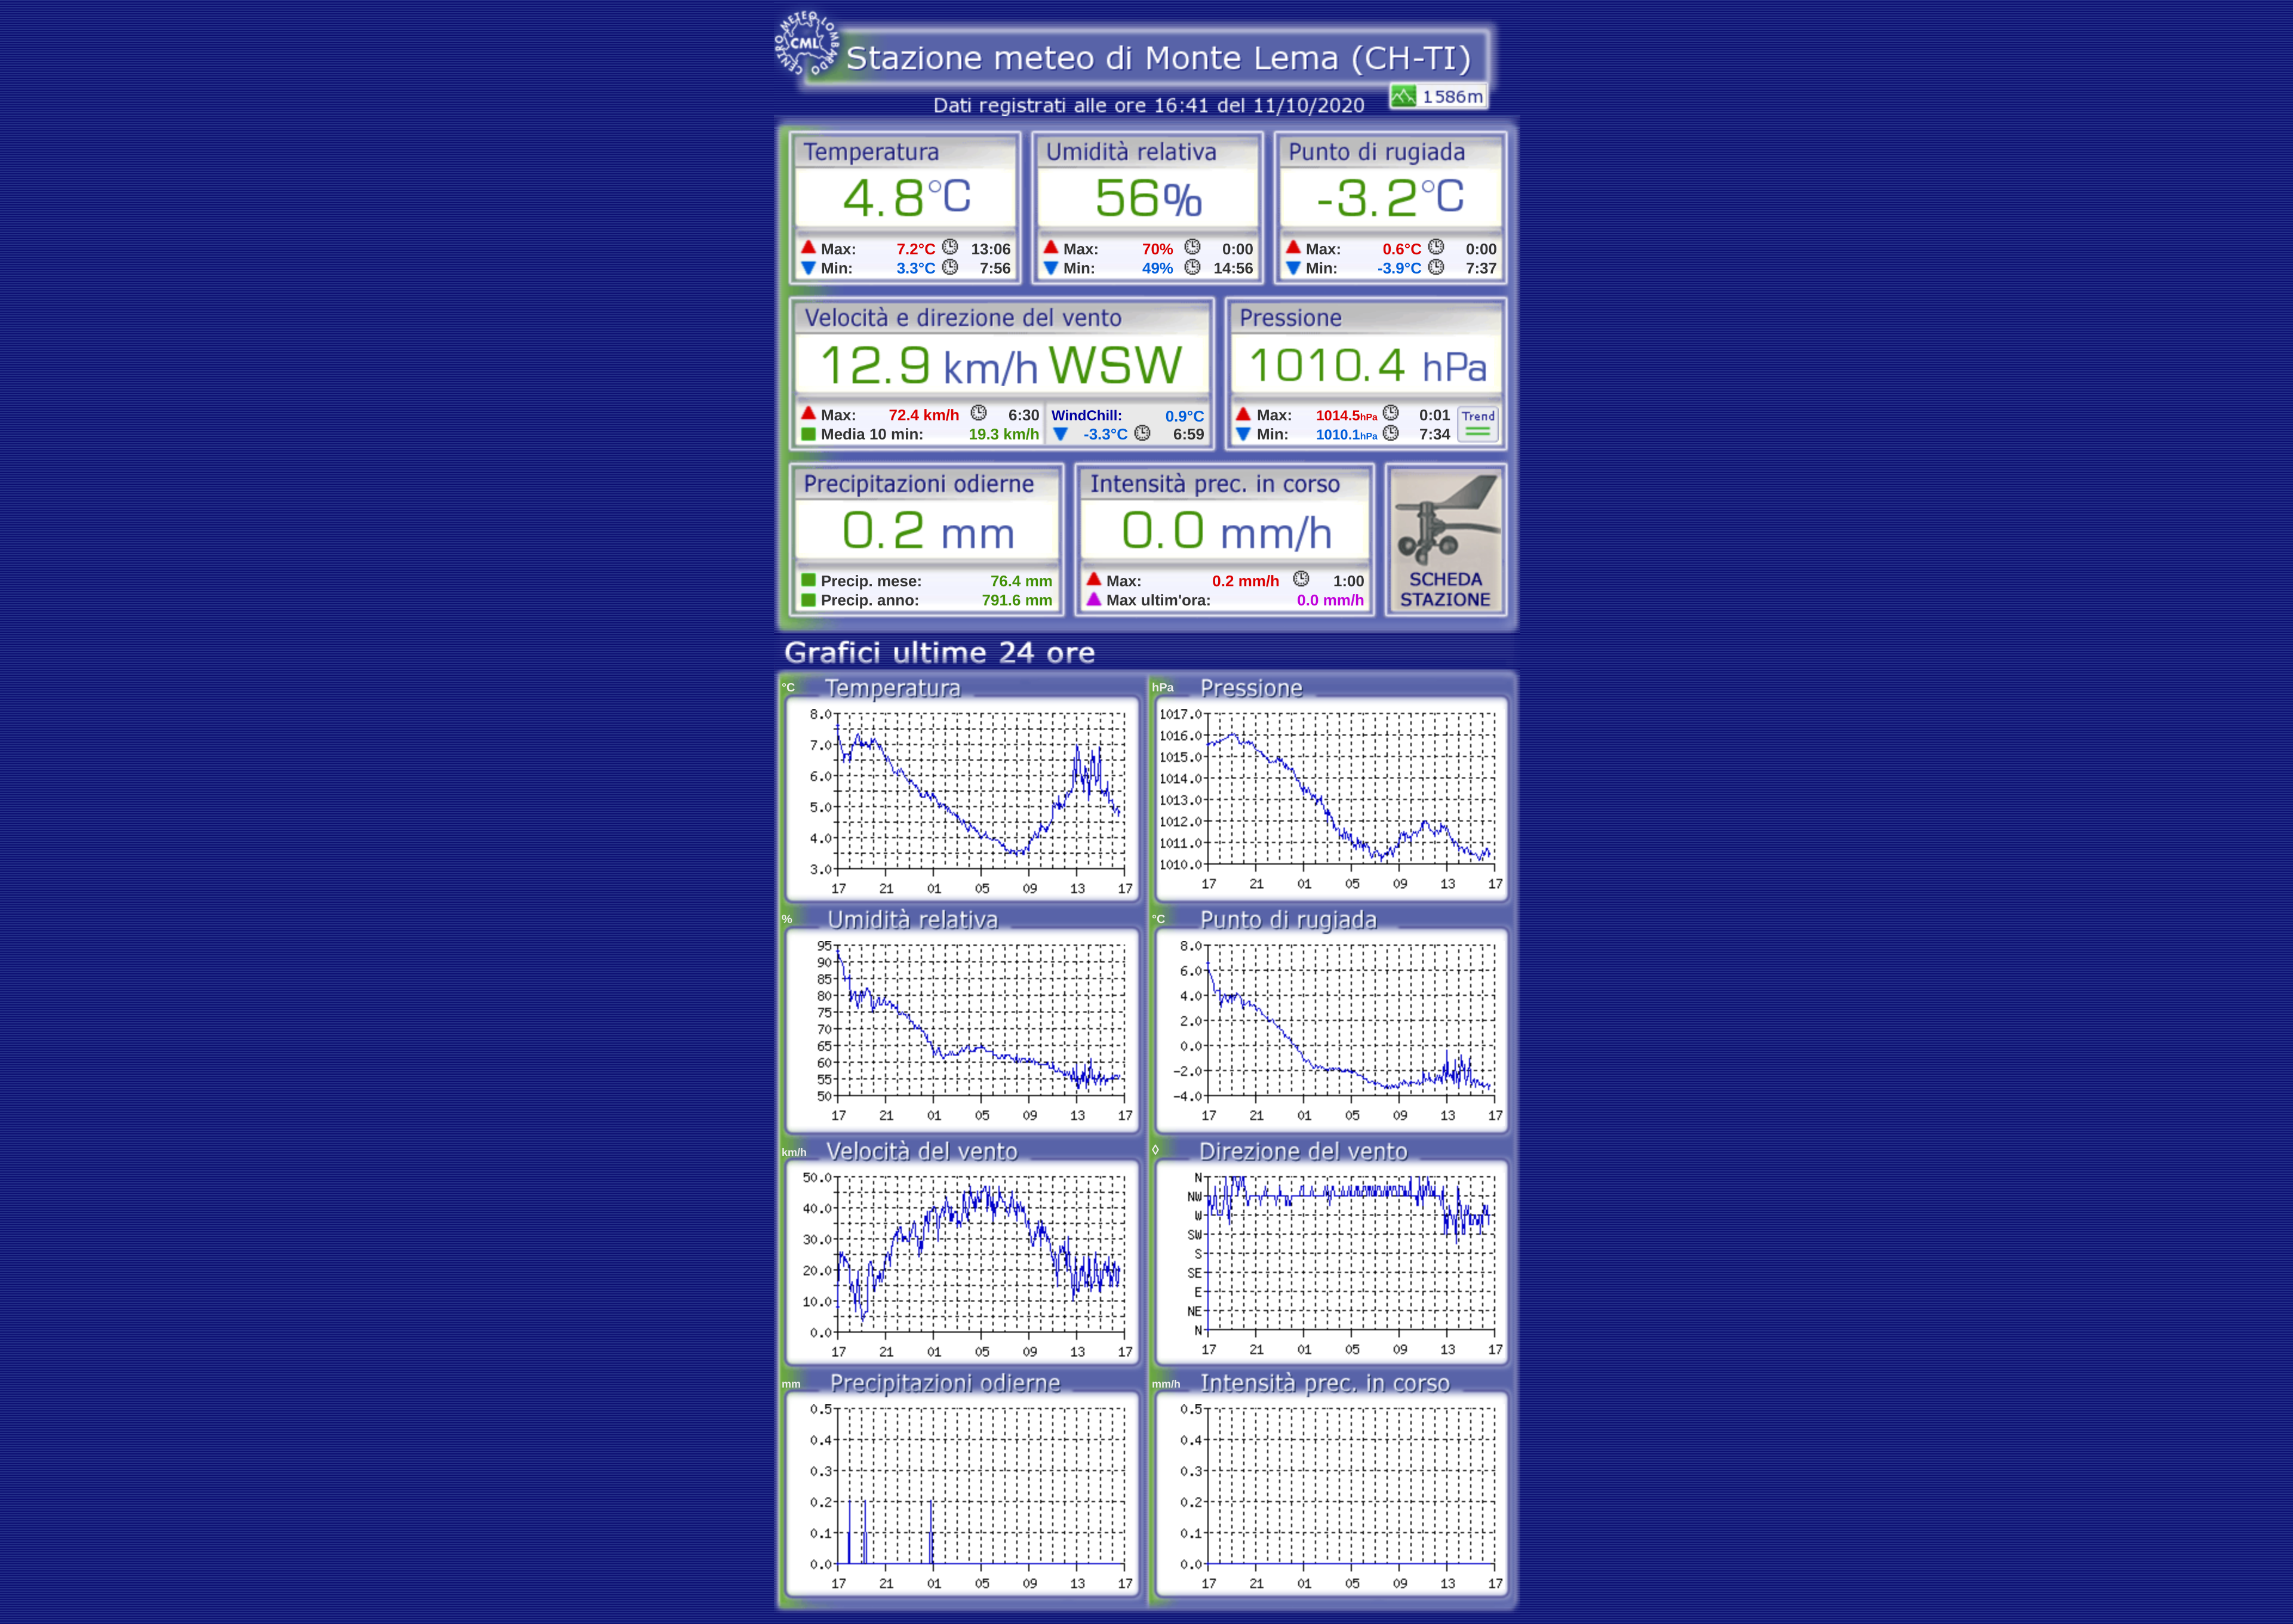 CENTRO METEO LOMBARDO
CML
Stazione meteo di Monte Lema (CH-TI)
1586m
Dati registrati alle ore 16:41 del 11/10/2020
Temperatura
4.8°C
Max: 7.2°C 13:06
Min: 3.3°C 7:56
Umidità relativa
56%
Max: 70% 0:00
Min: 49% 14:56
Punto di rugiada
-3.2°C
Max: 0.6°C 0:00
Min: -3.9°C 7:37
Velocità e direzione del vento
12.9 km/h WSW
Max: 72.4 km/h 6:30
Media 10 min: 19.3 km/h
WindChill: 0.9°C
-3.3°C 6:59
Pressione
1010.4 hPa
Max: 1014.5hPa 0:01
Min: 1010.1hPa 7:34
Trend
Precipitazioni odierne
0.2 mm
Precip. mese: 76.4 mm
Precip. anno: 791.6 mm
Intensità prec. in corso
0.0 mm/h
Max: 0.2 mm/h 1:00
Max ultim'ora: 0.0 mm/h
SCHEDA
STAZIONE
Grafici ultime 24 ore
°C Temperatura
8.0
7.0
6.0
5.0
4.0
3.0
17 21 01 05 09 13 17
hPa Pressione
1017.0
1016.0
1015.0
1014.0
1013.0
1012.0
1011.0
1010.0
17 21 01 05 09 13 17
% Umidità relativa
95
90
85
80
75
70
65
60
55
50
17 21 01 05 09 13 17
°C Punto di rugiada
8.0
6.0
4.0
2.0
0.0
-2.0
-4.0
17 21 01 05 09 13 17
km/h Velocità del vento
50.0
40.0
30.0
20.0
10.0
0.0
17 21 01 05 09 13 17
◊ Direzione del vento
N
NW
W
SW
S
SE
E
NE
N
17 21 01 05 09 13 17
mm Precipitazioni odierne
0.5
0.4
0.3
0.2
0.1
0.0
17 21 01 05 09 13 17
mm/h Intensità prec. in corso
0.5
0.4
0.3
0.2
0.1
0.0
17 21 01 05 09 13 17